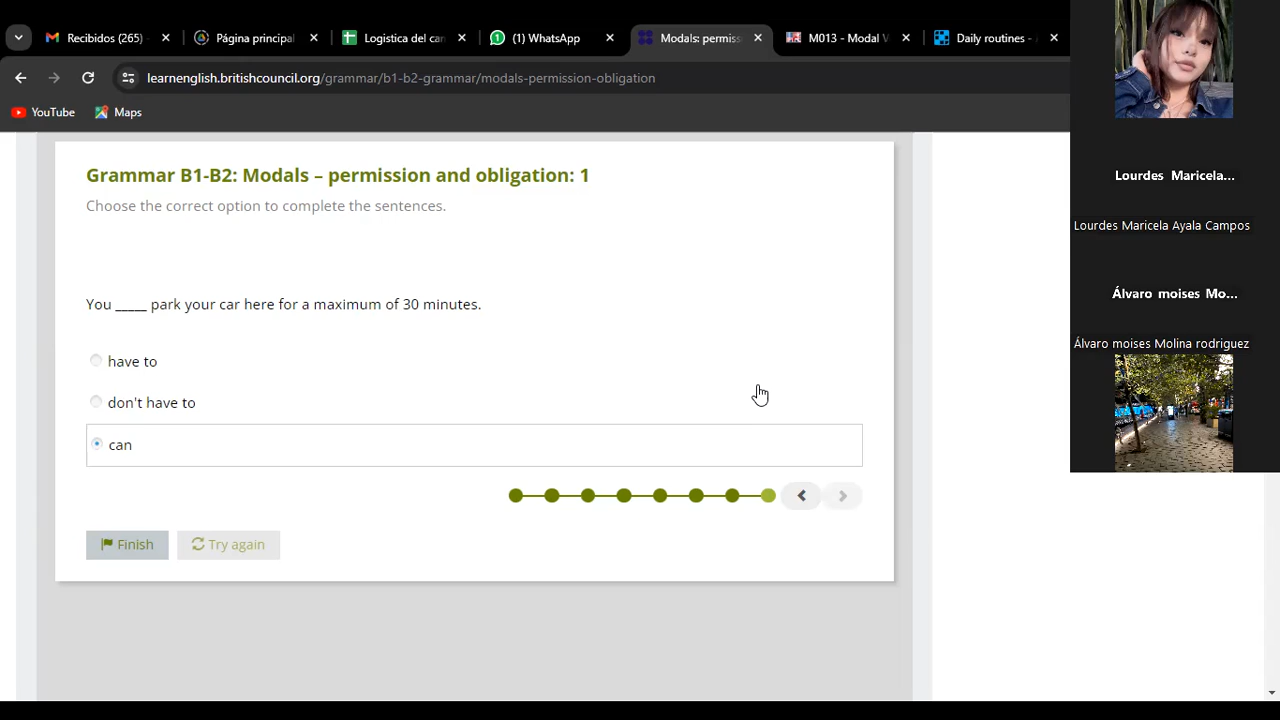 Recibidos (265) -
Página principal
Logistica del car
(1) WhatsApp
Modals: permiss
M013 - Modal V
Daily routines -
learnenglish.britishcouncil.org/grammar/b1-b2-grammar/modals-permission-obligation
YouTube
Maps
Grammar B1-B2: Modals – permission and obligation: 1
Choose the correct option to complete the sentences.
You _____ park your car here for a maximum of 30 minutes.
have to
don't have to
can
Finish
Try again
Lourdes Maricela...
Lourdes Maricela Ayala Campos
Álvaro moises Mo...
Álvaro moises Molina rodriguez